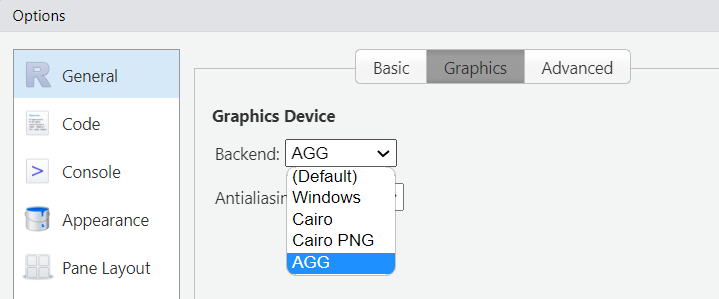 Options
General
Code
Console
Appearance
Pane Layout
Basic
Graphics
Advanced
Graphics Device
Backend: AGG
(Default)
Windows
Cairo
Cairo PNG
AGG